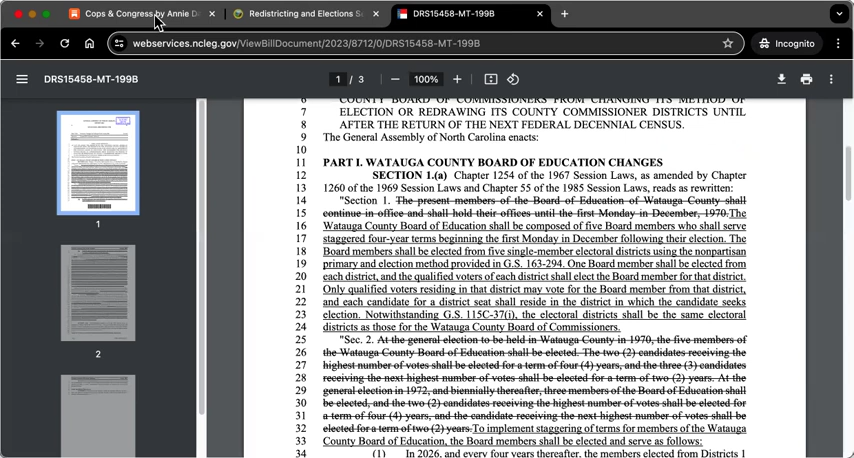 Cops & Congress by Annie Da
Redistricting and Elections Se
DRS15458-MT-199B
webservices.ncleg.gov/ViewBillDocument/2023/8712/0/DRS15458-MT-199B
Incognito
DRS15458-MT-199B
1 / 3
100%
1
2
6 COUNTY BOARD OF COMMISSIONERS FROM CHANGING ITS METHOD OF
7 ELECTION OR REDRAWING ITS COUNTY COMMISSIONER DISTRICTS UNTIL
8 AFTER THE RETURN OF THE NEXT FEDERAL DECENNIAL CENSUS.
9 The General Assembly of North Carolina enacts:
10
11 PART I. WATAUGA COUNTY BOARD OF EDUCATION CHANGES
12 SECTION 1.(a) Chapter 1254 of the 1967 Session Laws, as amended by Chapter
13 1260 of the 1969 Session Laws and Chapter 55 of the 1985 Session Laws, reads as rewritten:
14 "Section 1. The present members of the Board of Education of Watauga County shall
15 continue in office and shall hold their offices until the first Monday in December, 1970.The
16 Watauga County Board of Education shall be composed of five Board members who shall serve
17 staggered four-year terms beginning the first Monday in December following their election. The
18 Board members shall be elected from five single-member electoral districts using the nonpartisan
19 primary and election method provided in G.S. 163-294. One Board member shall be elected from
20 each district, and the qualified voters of each district shall elect the Board member for that district.
21 Only qualified voters residing in that district may vote for the Board member from that district,
22 and each candidate for a district seat shall reside in the district in which the candidate seeks
23 election. Notwithstanding G.S. 115C-37(i), the electoral districts shall be the same electoral
24 districts as those for the Watauga County Board of Commissioners.
25 "Sec. 2. At the general election to be held in Watauga County in 1970, the five members of
26 the Watauga County Board of Education shall be elected. The two (2) candidates receiving the
27 highest number of votes shall be elected for a term of four (4) years, and the three (3) candidates
28 receiving the next highest number of votes shall be elected for a term of two (2) years. At the
29 general election in 1972, and biennially thereafter, three members of the Board of Education shall
30 be elected, and the two (2) candidates receiving the highest number of votes shall be elected for
31 a term of four (4) years, and the candidate receiving the next highest number of votes shall be
32 elected for a term of two (2) years.To implement staggering of terms for members of the Watauga
33 County Board of Education, the Board members shall be elected and serve as follows:
34 (1) In 2026, and every four years thereafter, the members elected from Districts 1